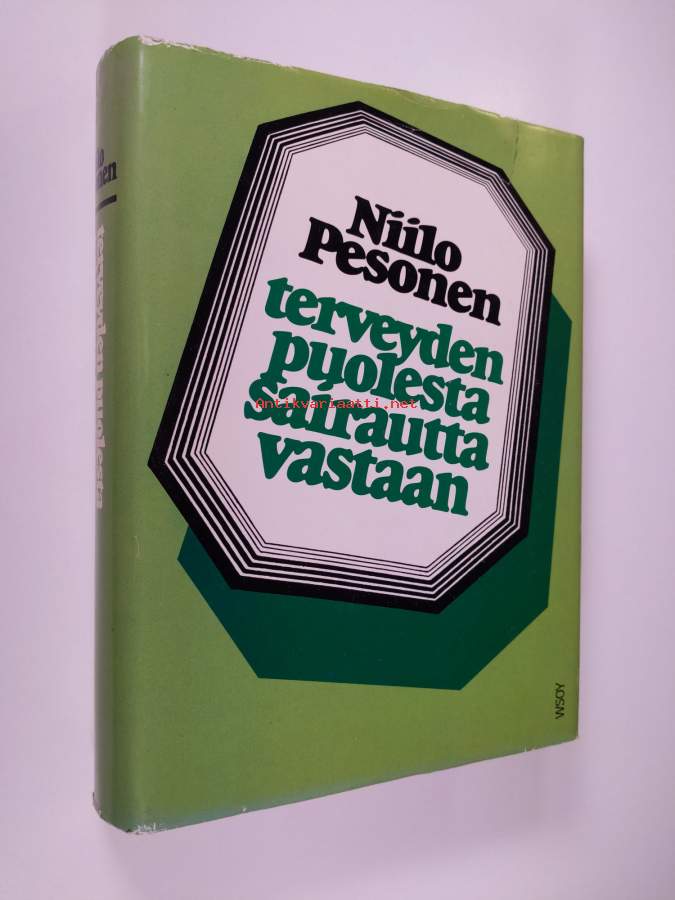 Niilo
Pesonen
terveyden
puolesta
sairautta
vastaan
Antikvariaatti.net
WSOY
terveyden puolesta